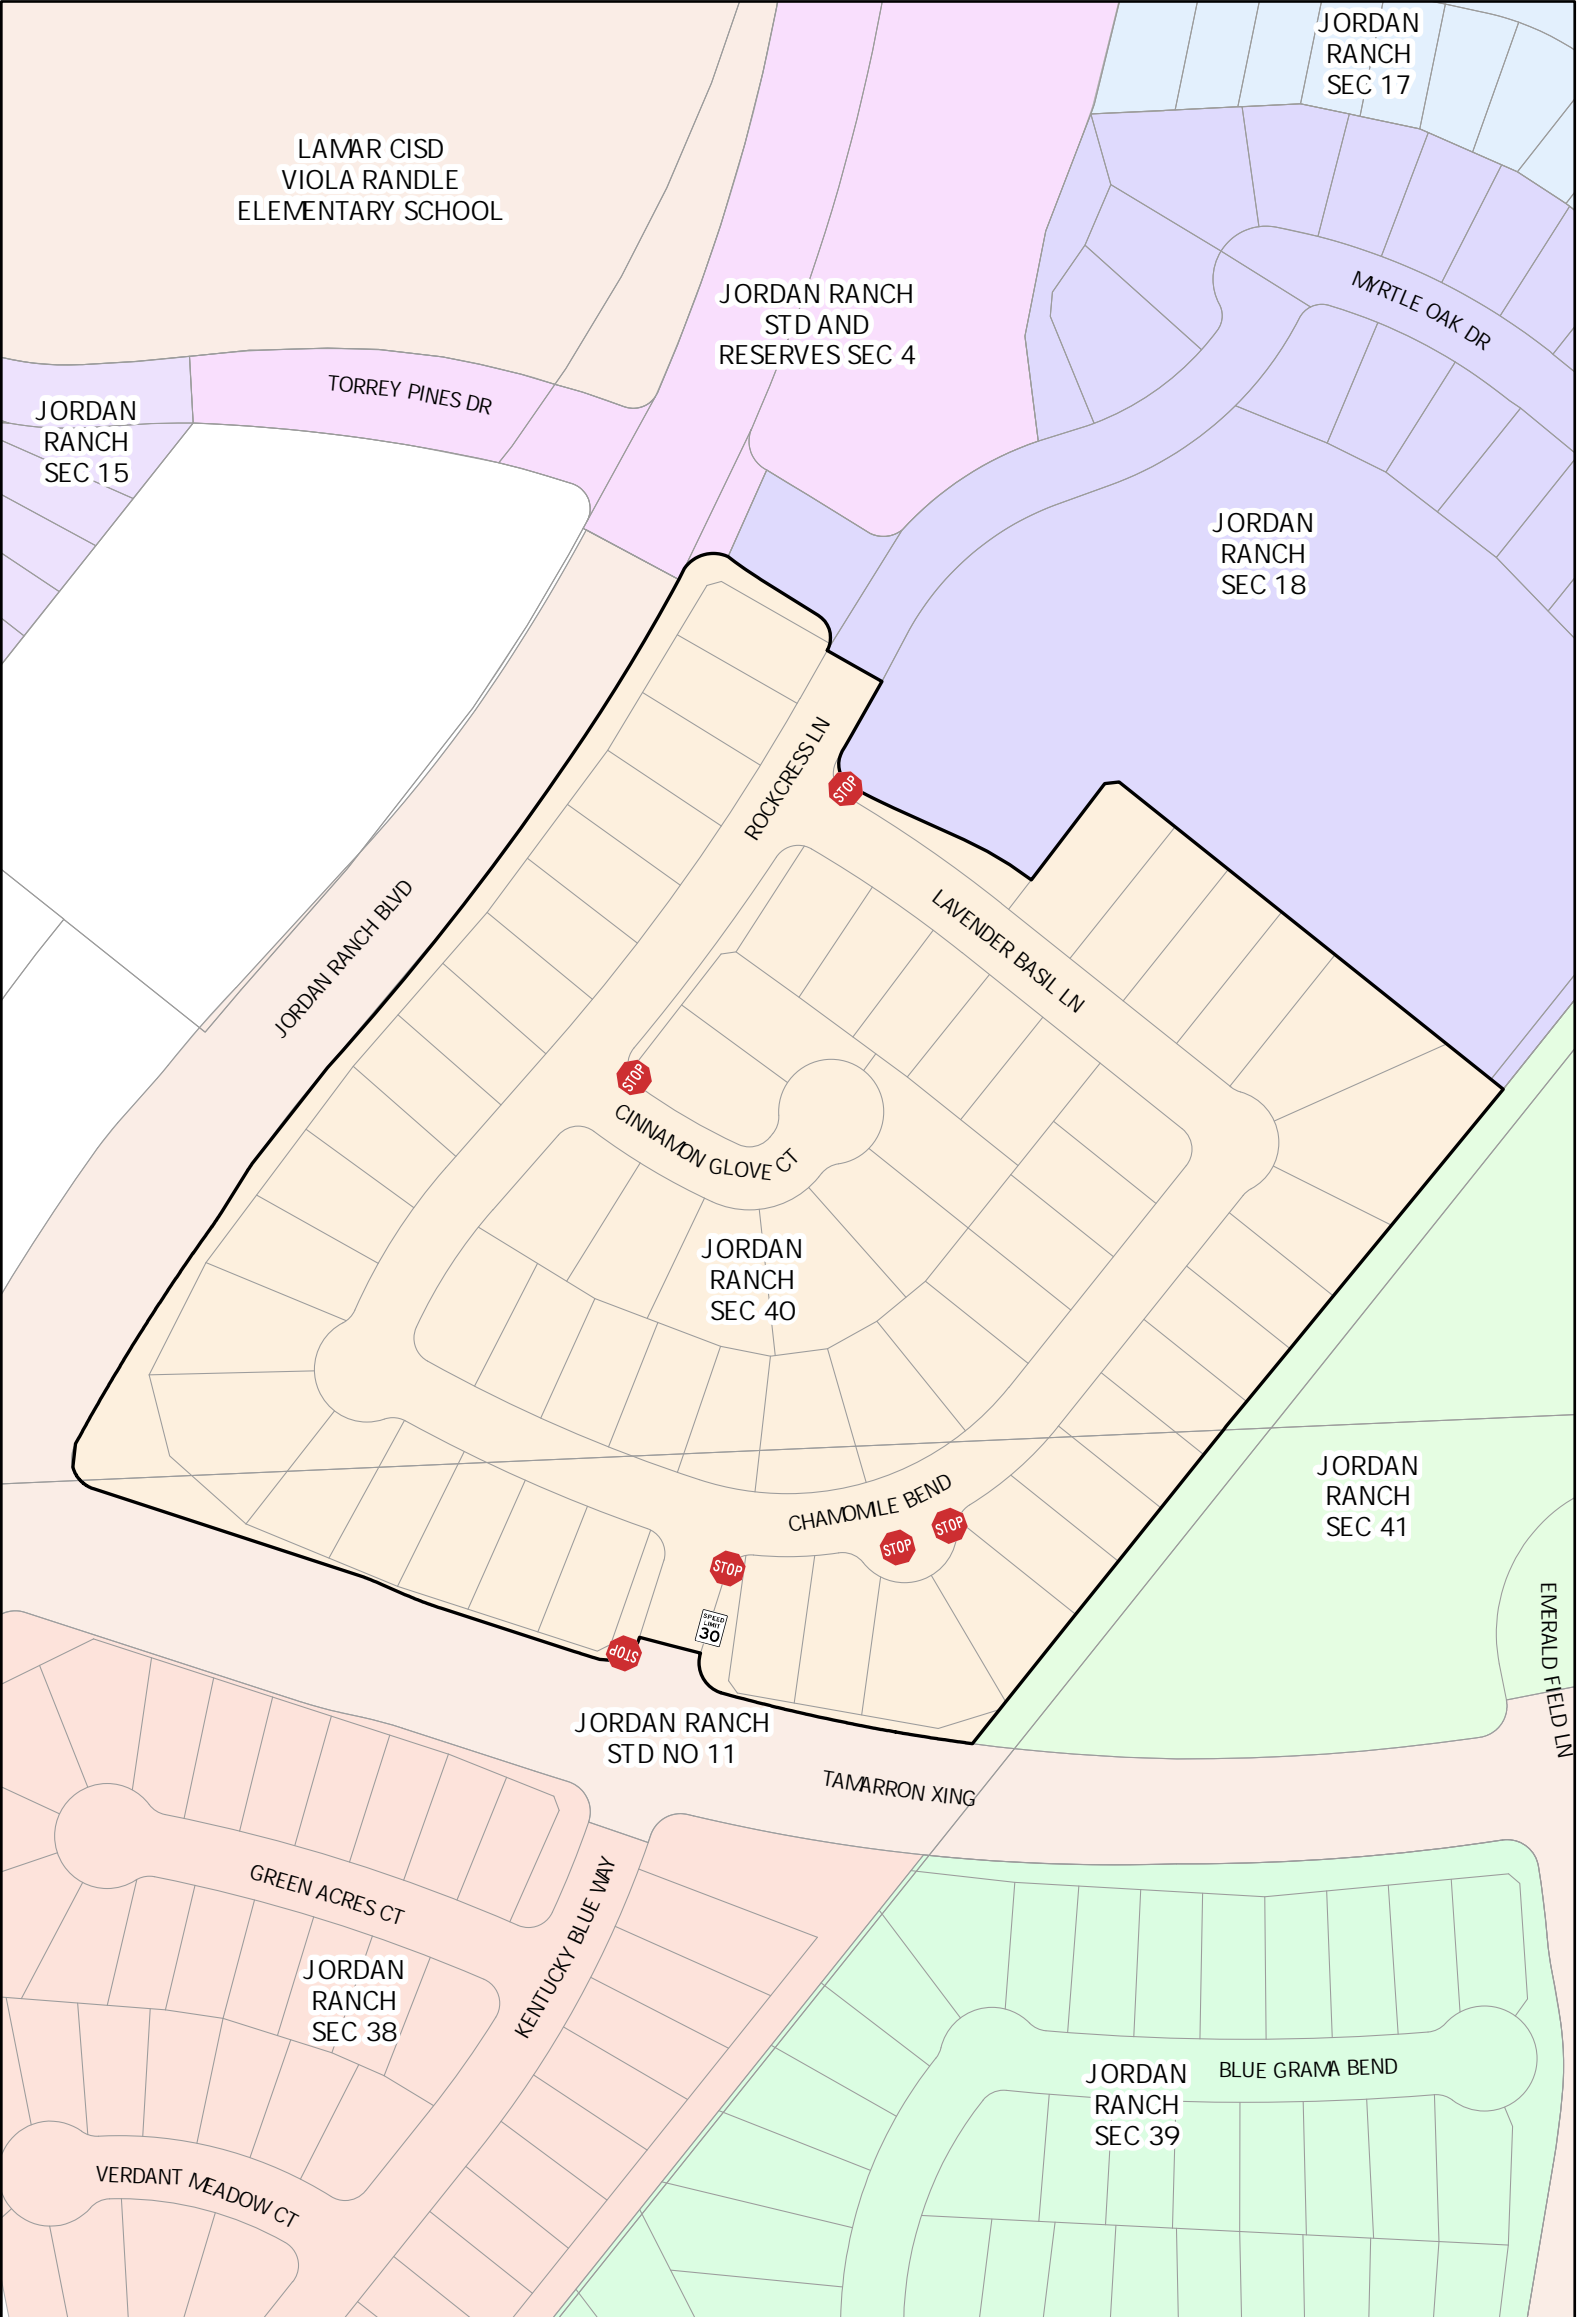 JORDAN
RANCH
SEC 17
LAMAR CISD
VIOLA RANDLE
ELEMENTARY SCHOOL
MYRTLE OAK DR
JORDAN RANCH
STD AND
RESERVES SEC 4
TORREY PINES DR
JORDAN
RANCH
SEC 15
JORDAN
RANCH
SEC 18
ROCKCRESS LN
STOP
JORDAN RANCH BLVD
LAVENDER BASIL LN
STOP
CINNAMON GLOVE CT
JORDAN
RANCH
SEC 40
JORDAN
RANCH
SEC 41
CHAMOMILE BEND
STOP
STOP
STOP
SPEED
LIMIT
30
STOP
EMERALD FIELD LN
JORDAN RANCH
STD NO 11
TAMARRON XING
GREEN ACRES CT
KENTUCKY BLUE WAY
JORDAN
RANCH
SEC 38
BLUE GRAMA BEND
JORDAN
RANCH
SEC 39
VERDANT MEADOW CT